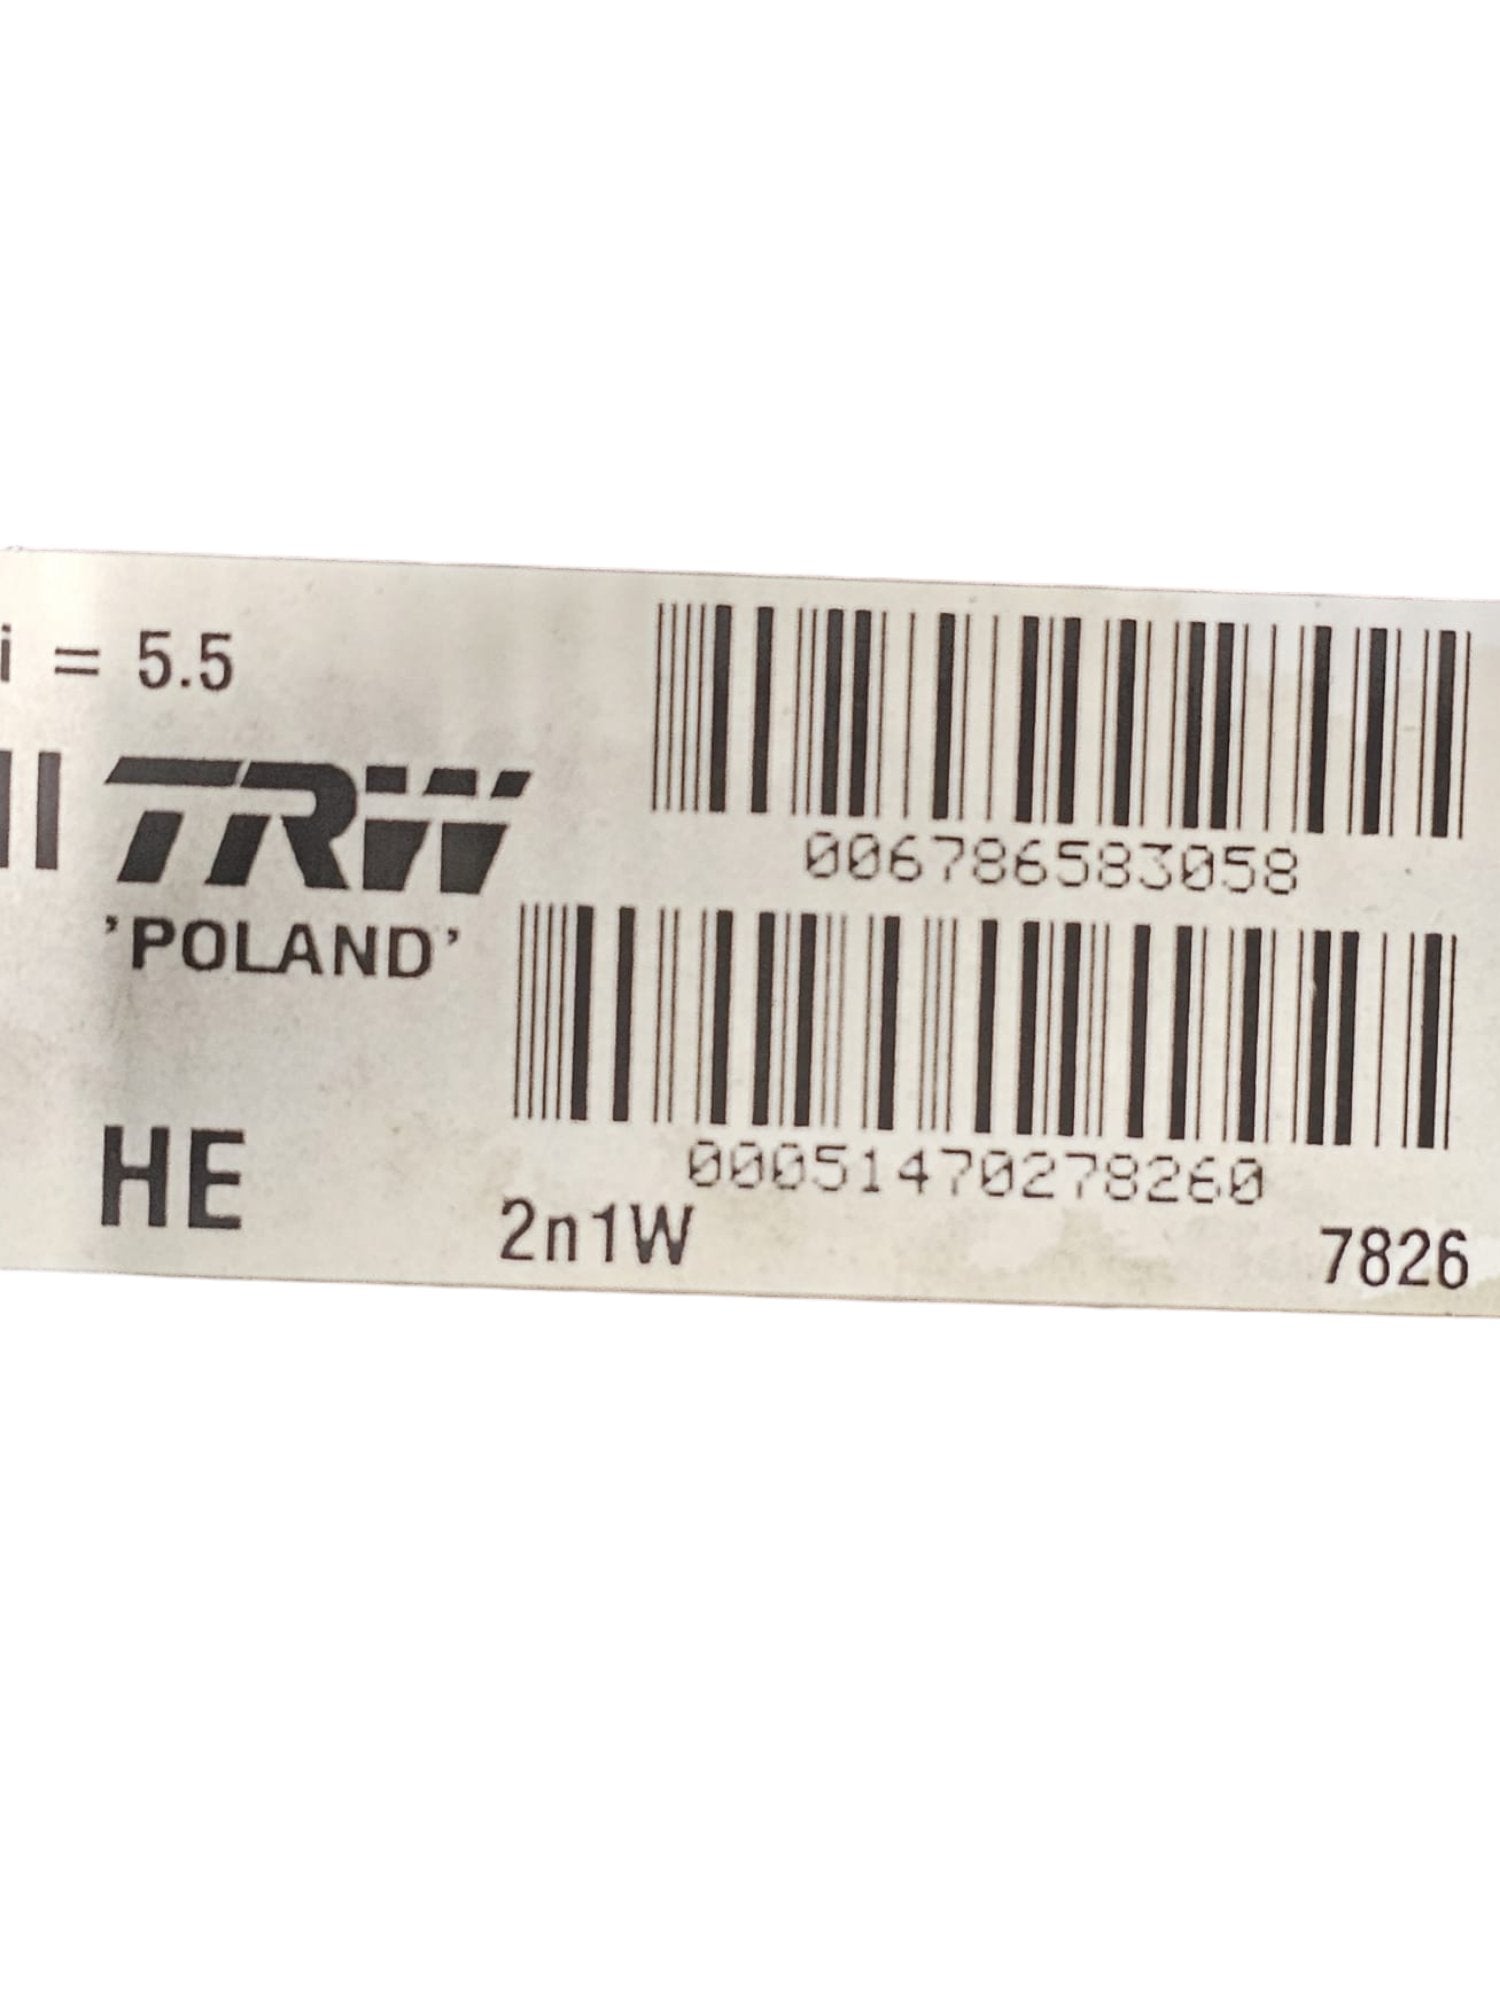 i = 5.5
TRW
'POLAND'
006786583058
00051470278260
HE
2n1W
7826